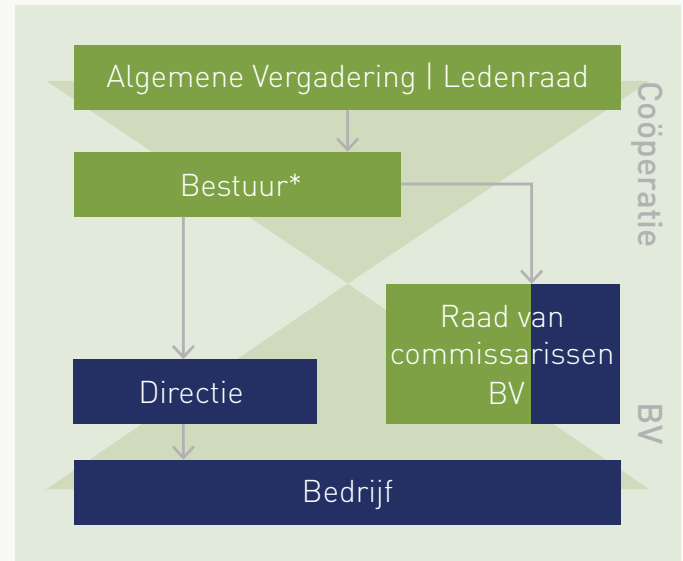 Algemene Vergadering | Ledenraad
Coöperatie
Bestuur*
Raad van
commissarissen
BV
Directie
BV
Bedrijf